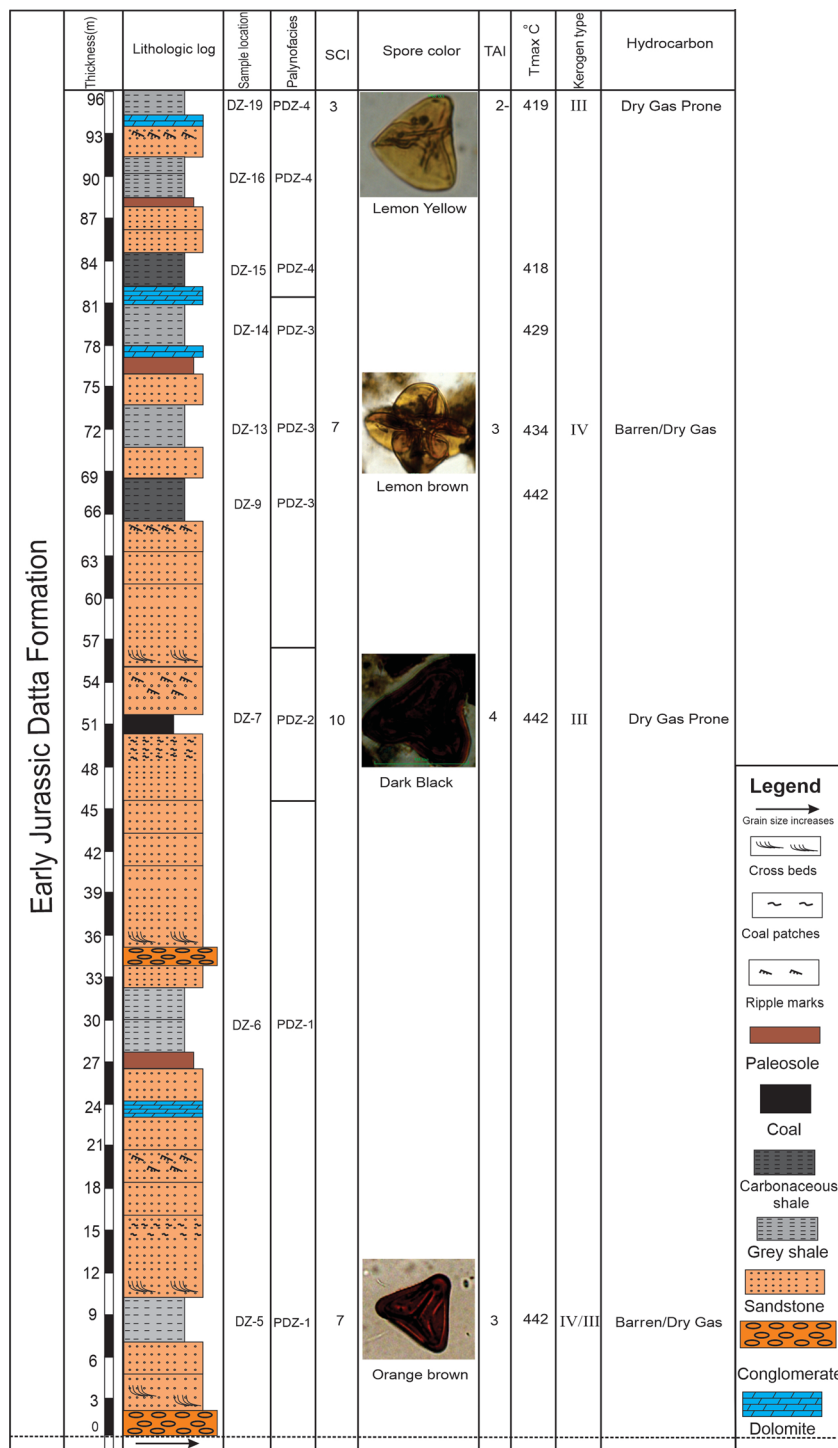 Thickness(m)
Lithologic log
Sample location
Palynofacies
SCI
Spore color
TAI
Tmax °C
Kerogen type
Hydrocarbon
Early Jurassic Datta Formation
96 DZ-19 PDZ-4 3 2- 419 III Dry Gas Prone
93
90 DZ-16 PDZ-4
Lemon Yellow
87
84 DZ-15 PDZ-4 418
81
DZ-14 PDZ-3 429
78
75
72 DZ-13 PDZ-3 7 3 434 IV Barren/Dry Gas
69
Lemon brown
66 DZ-9 PDZ-3 442
63
60
57
54
51 DZ-7 PDZ-2 10 4 442 III Dry Gas Prone
48
Dark Black
45
42
39
36
33
30 DZ-6 PDZ-1
27
24
21
18
15
12
9 DZ-5 PDZ-1 7 3 442 IV/III Barren/Dry Gas
6
Orange brown
3
0
Legend
Grain size increases
Cross beds
Coal patches
Ripple marks
Paleosole
Coal
Carbonaceous
shale
Grey shale
Sandstone
Conglomerate
Dolomite